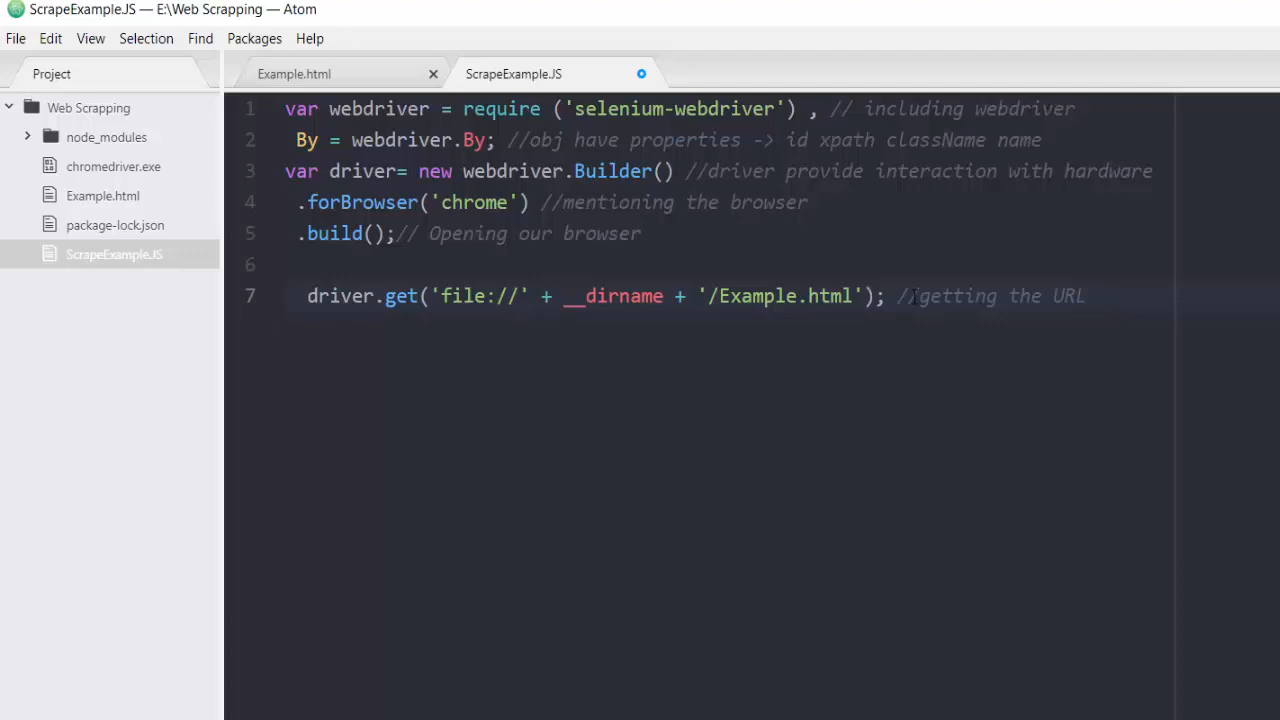 ScrapeExample.JS — E:\Web Scrapping — Atom
File Edit View Selection Find Packages Help
Project
Example.html
ScrapeExample.JS
Web Scrapping
node_modules
chromedriver.exe
Example.html
package-lock.json
ScrapeExample.JS
1 var webdriver = require ('selenium-webdriver') , // including webdriver
2 By = webdriver.By; //obj have properties -> id xpath className name
3 var driver= new webdriver.Builder() //driver provide interaction with hardware
4 .forBrowser('chrome') //mentioning the browser
5 .build();// Opening our browser
6
7 driver.get('file://' + __dirname + '/Example.html'); //getting the URL